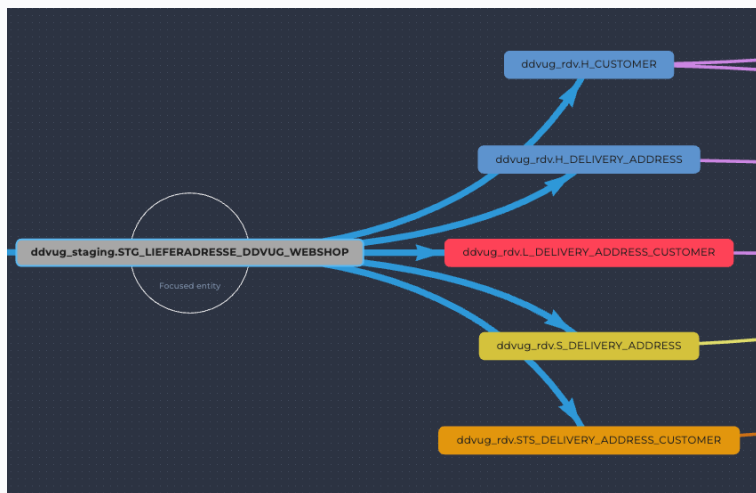 ddvug_rdv.H_CUSTOMER
ddvug_rdv.H_DELIVERY_ADDRESS
ddvug_staging.STG_LIEFERADRESSE_DDVUG_WEBSHOP
ddvug_rdv.L_DELIVERY_ADDRESS_CUSTOMER
Focused entity
ddvug_rdv.S_DELIVERY_ADDRESS
ddvug_rdv.STS_DELIVERY_ADDRESS_CUSTOMER